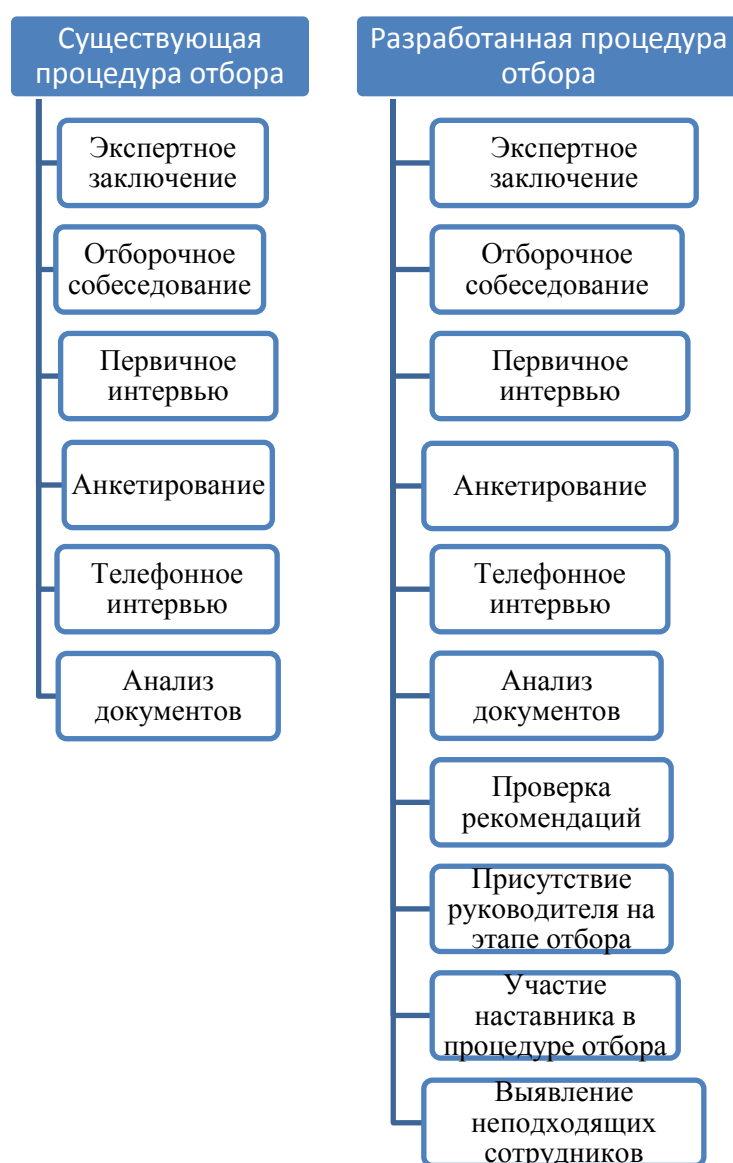 Существующая
процедура отбора
Экспертное
заключение
Отборочное
собеседование
Первичное
интервью
Анкетирование
Телефонное
интервью
Анализ
документов
Разработанная процедура
отбора
Экспертное
заключение
Отборочное
собеседование
Первичное
интервью
Анкетирование
Телефонное
интервью
Анализ
документов
Проверка
рекомендаций
Присутствие
руководителя на
этапе отбора
Участие
наставника в
процедуре отбора
Выявление
неподходящих
сотрудников